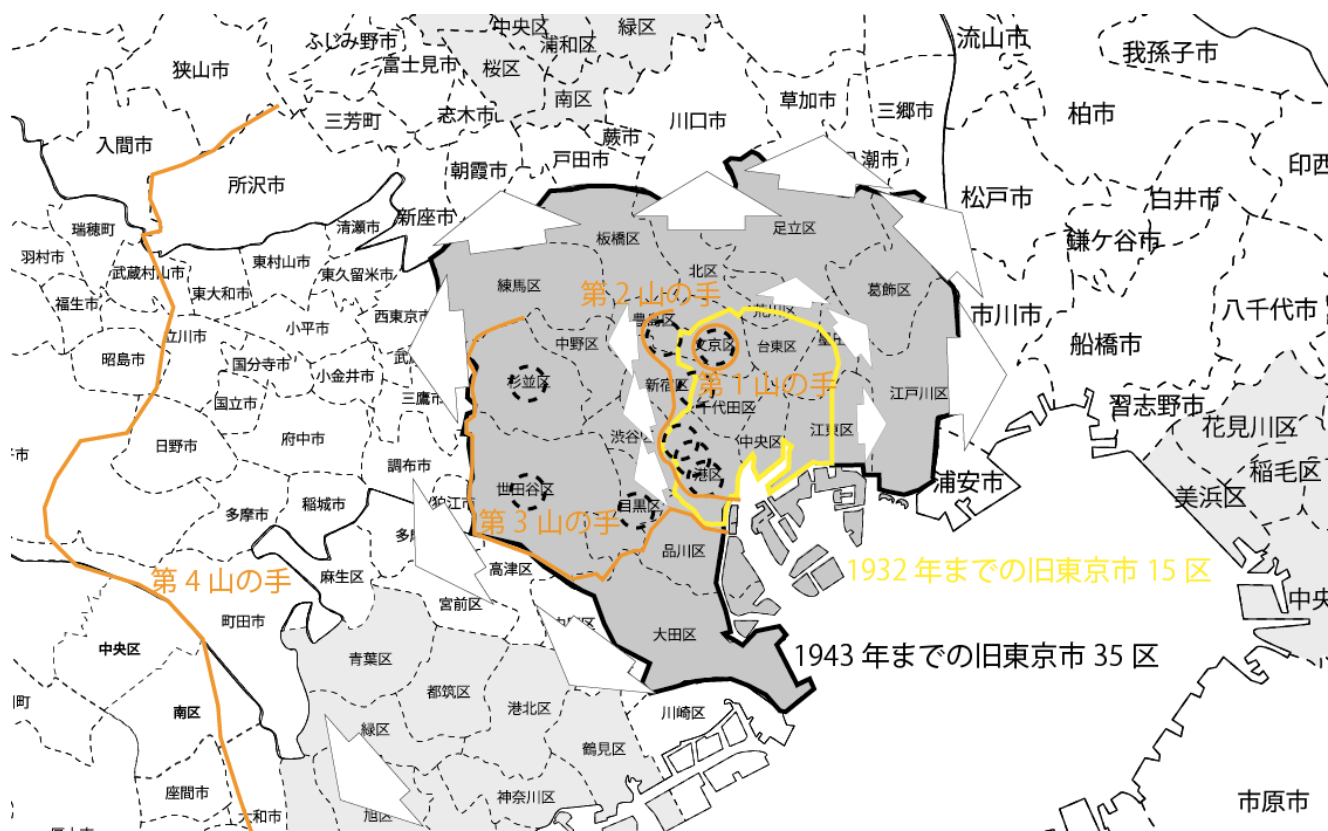 中央区
緑区
ふじみ野市
浦和区
流山市
我孫子市
狭山市
富士見市
桜区
南区
草加市
三郷市
柏市
三芳町
志木市
川口市
入間市
蕨市
戸田市
朝霞市
潮市
印西
所沢市
松戸市
白井市
新座市
瑞穂町
清瀬市
板橋区
足立区
鎌ケ谷市
羽村市
武蔵村山市
東村山市
東久留米市
北区
練馬区
葛飾区
福生市
東大和市
第2山の手
八千代市
西東京市
荒川区
市川市
立川市
小平市
豊島区
中野区
文京区
台東区
船橋市
昭島市
国分寺市
小金井市
杉並区
新宿区
第1山の手
江戸川区
国立市
三鷹市
千代田区
習志野市
日野市
府中市
渋谷区
中央区
江東区
花見川区
調布市
港区
稲毛区
世田谷区
浦安市
美浜区
稲城市
狛江市
目黒区
多摩市
第3山の手
品川区
高津区
1932年までの旧東京市15区
第4山の手
麻生区
宮前区
中央
町田市
中央区
大田区
1943年までの旧東京市35区
青葉区
都筑区
南区
港北区
川崎区
緑区
鶴見区
座間市
神奈川区
市原市
大和市
旭区